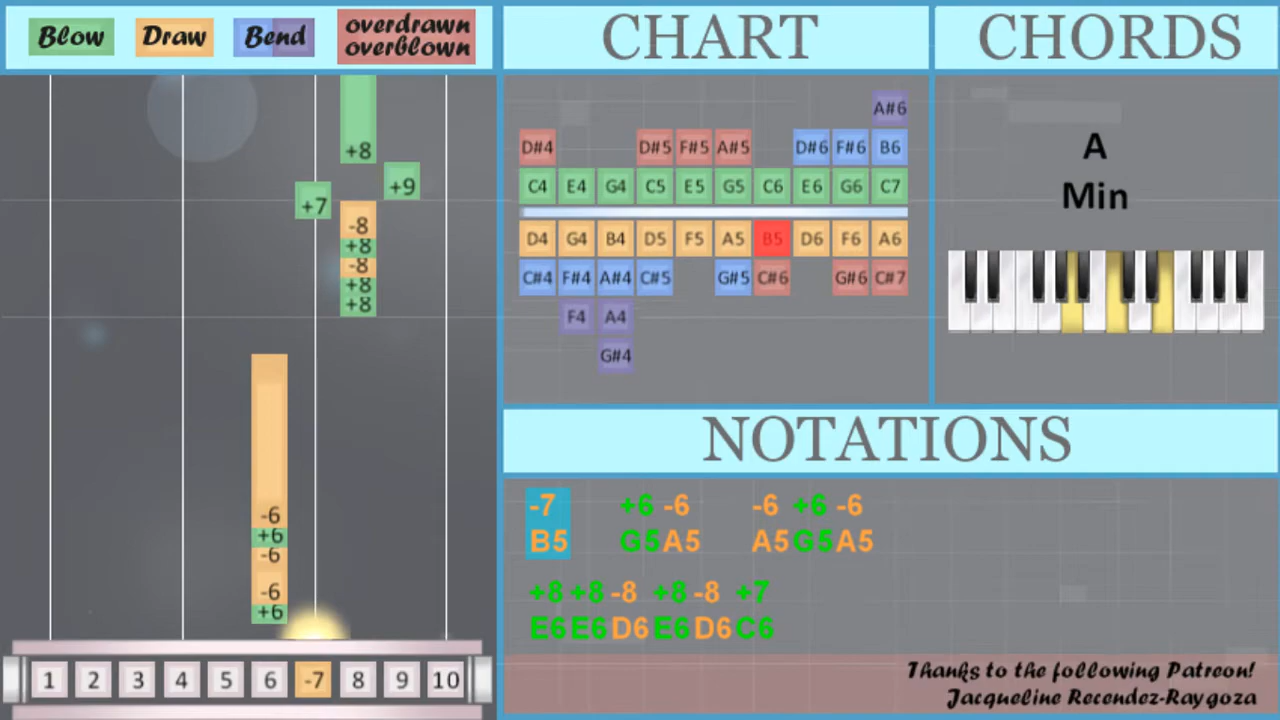 Blow Draw Bend overdrawn
overblown
CHART
CHORDS
+8
+9
+7
-8
+8
-8
+8
+8
-6
+6
-6
-6
+6
1 2 3 4 5 6 -7 8 9 10
A#6
D#4 D#5 F#5 A#5 D#6 F#6 B6
C4 E4 G4 C5 E5 G5 C6 E6 G6 C7
D4 G4 B4 D5 F5 A5 B5 D6 F6 A6
C#4 F#4 A#4 C#5 G#5 C#6 G#6 C#7
F4 A4
G#4
A
Min
NOTATIONS
-7 +6 -6 -6 +6 -6
B5 G5 A5 A5 G5 A5
+8 +8 -8 +8 -8 +7
E6 E6 D6 E6 D6 C6
Thanks to the following Patreon!
Jacqueline Recendez-Raygoza